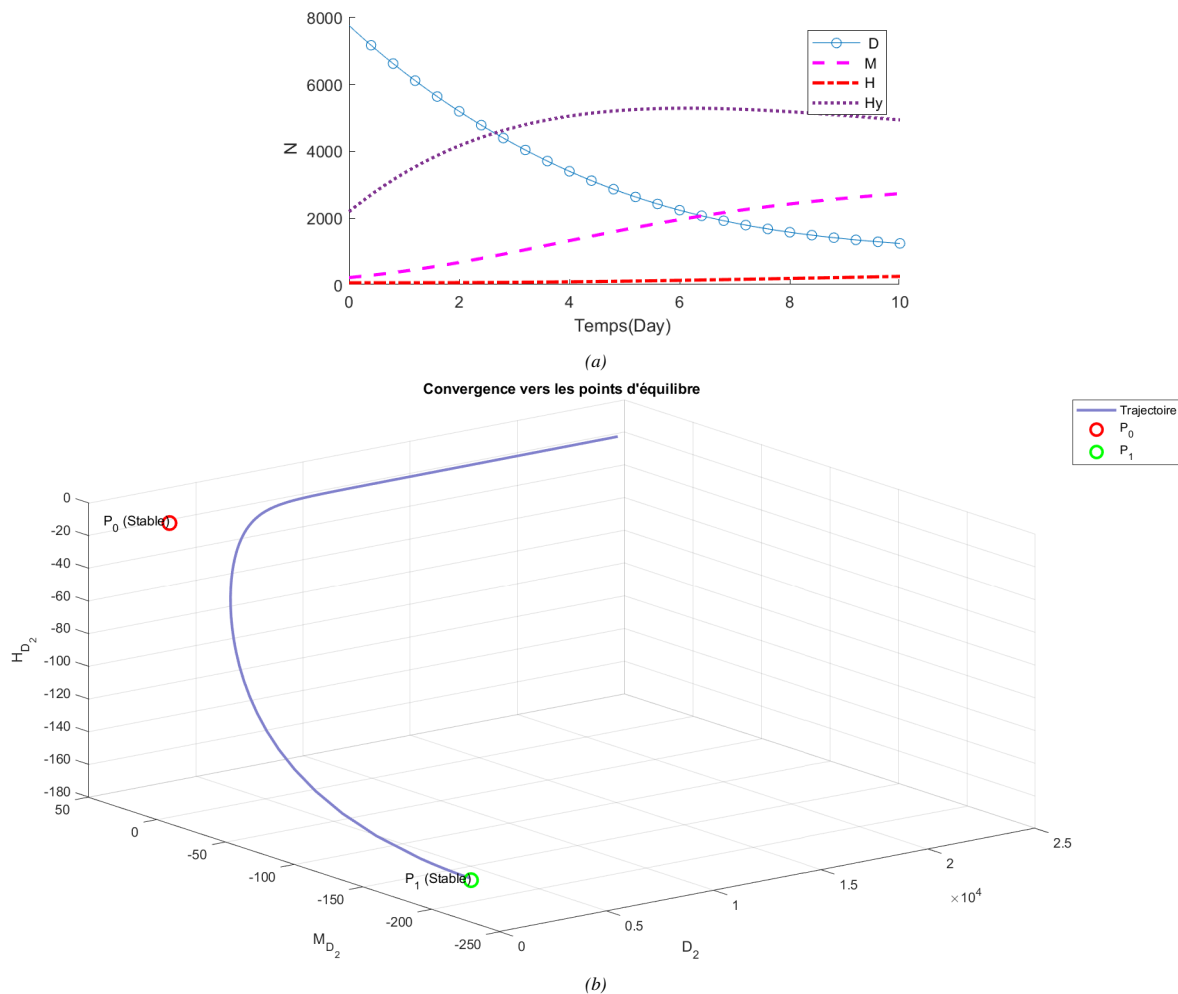 8000
6000
4000
2000
0
N
0 2 4 6 8 10
Temps(Day)
D
M
H
Hy
(a)
Convergence vers les points d'équilibre
Trajectoire
P0
P1
P0 (Stable)
P1 (Stable)
0
-20
-40
-60
-80
-100
-120
-140
-160
-180
HD2
50
0
-50
-100
-150
-200
-250
MD2
0
0.5
1
1.5
2
2.5
×10^4
D2
(b)